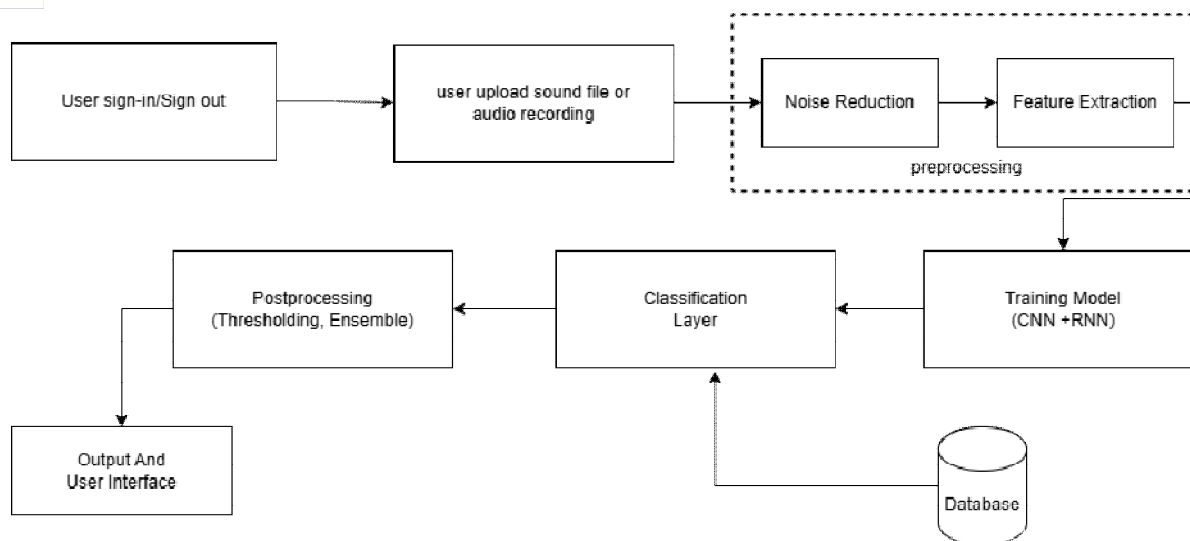 User sign-in/Sign out
user upload sound file or
audio recording
Noise Reduction
Feature Extraction
preprocessing
Postprocessing
(Thresholding, Ensemble)
Classification
Layer
Training Model
(CNN +RNN)
Output And
User Interface
Database